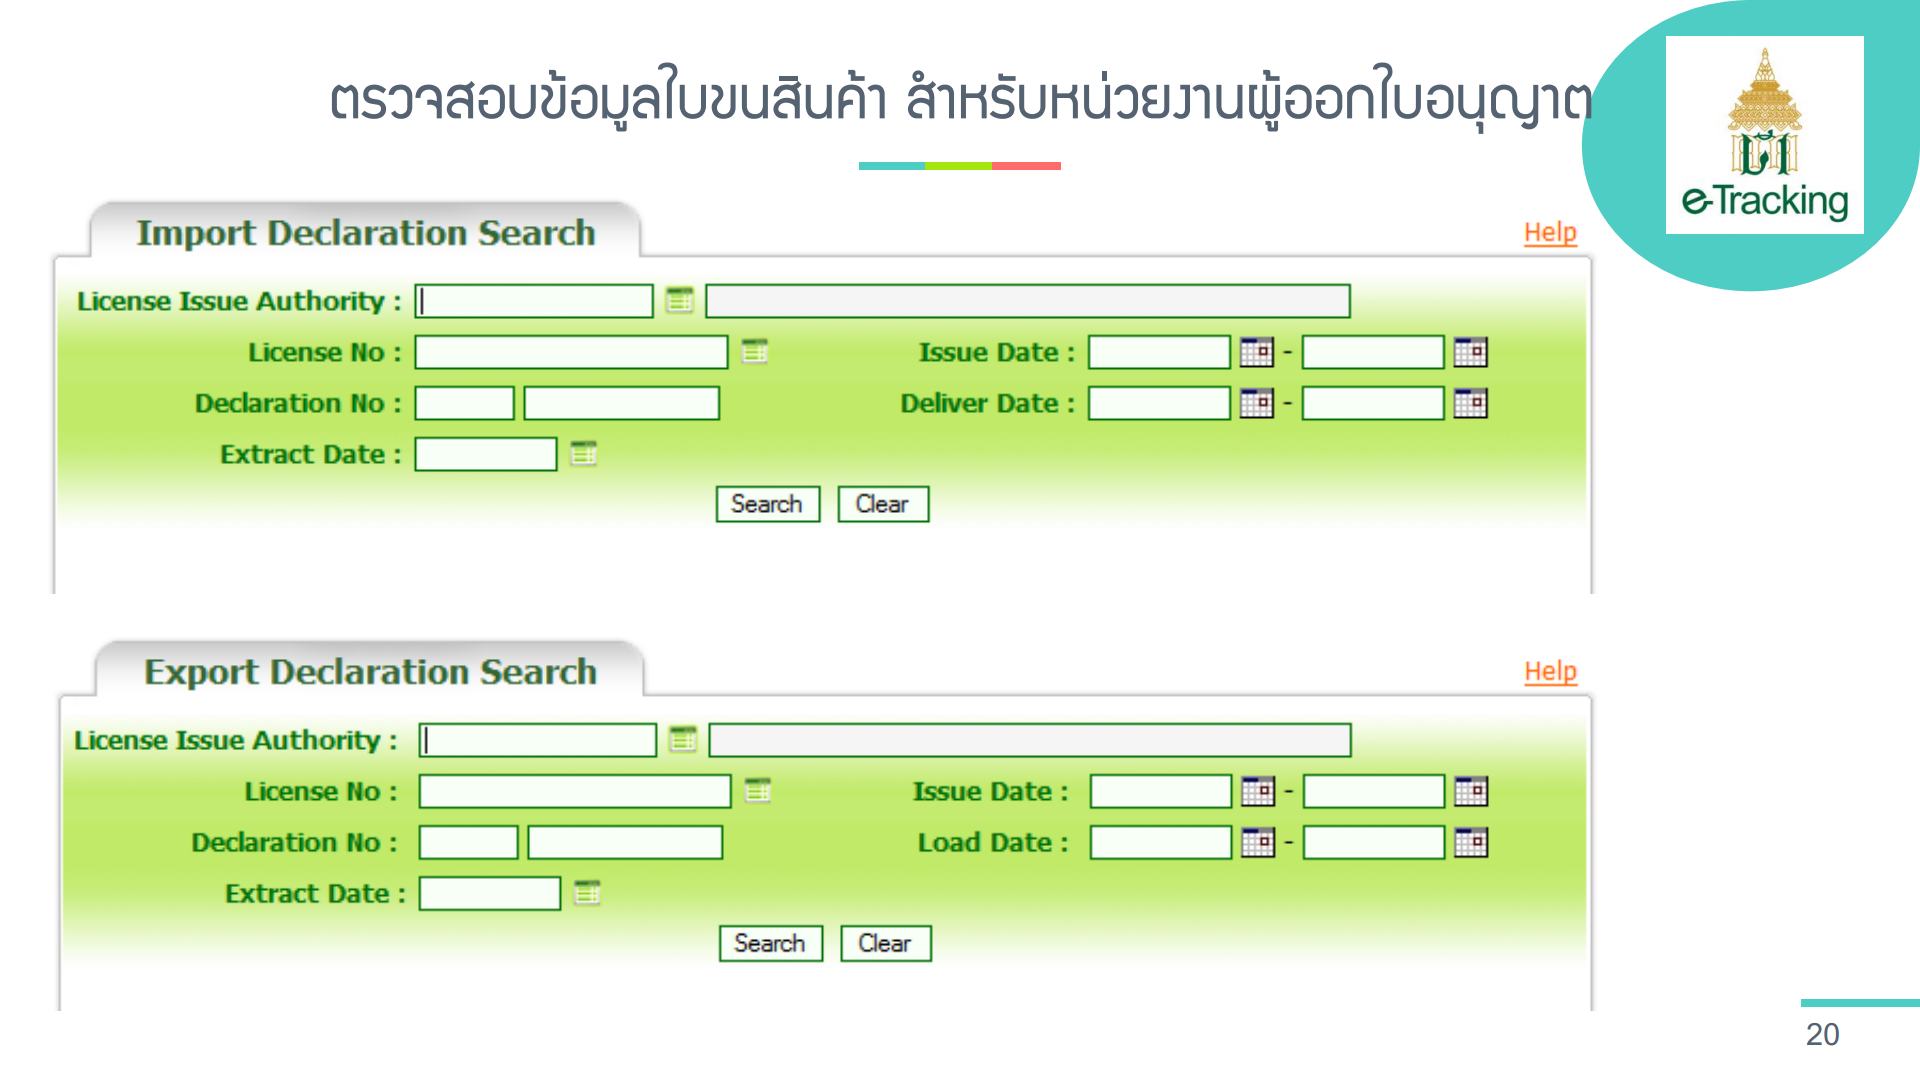 ตรวจสอบข้อมูลใบขนสินค้า สำหรับหน่วยงานผู้ออกใบอนุญาต
e-Tracking
Import Declaration Search
Help
License Issue Authority :
License No :
Issue Date : -
Declaration No :
Deliver Date : -
Extract Date :
Search Clear
Export Declaration Search
Help
License Issue Authority :
License No :
Issue Date : -
Declaration No :
Load Date : -
Extract Date :
Search Clear
20